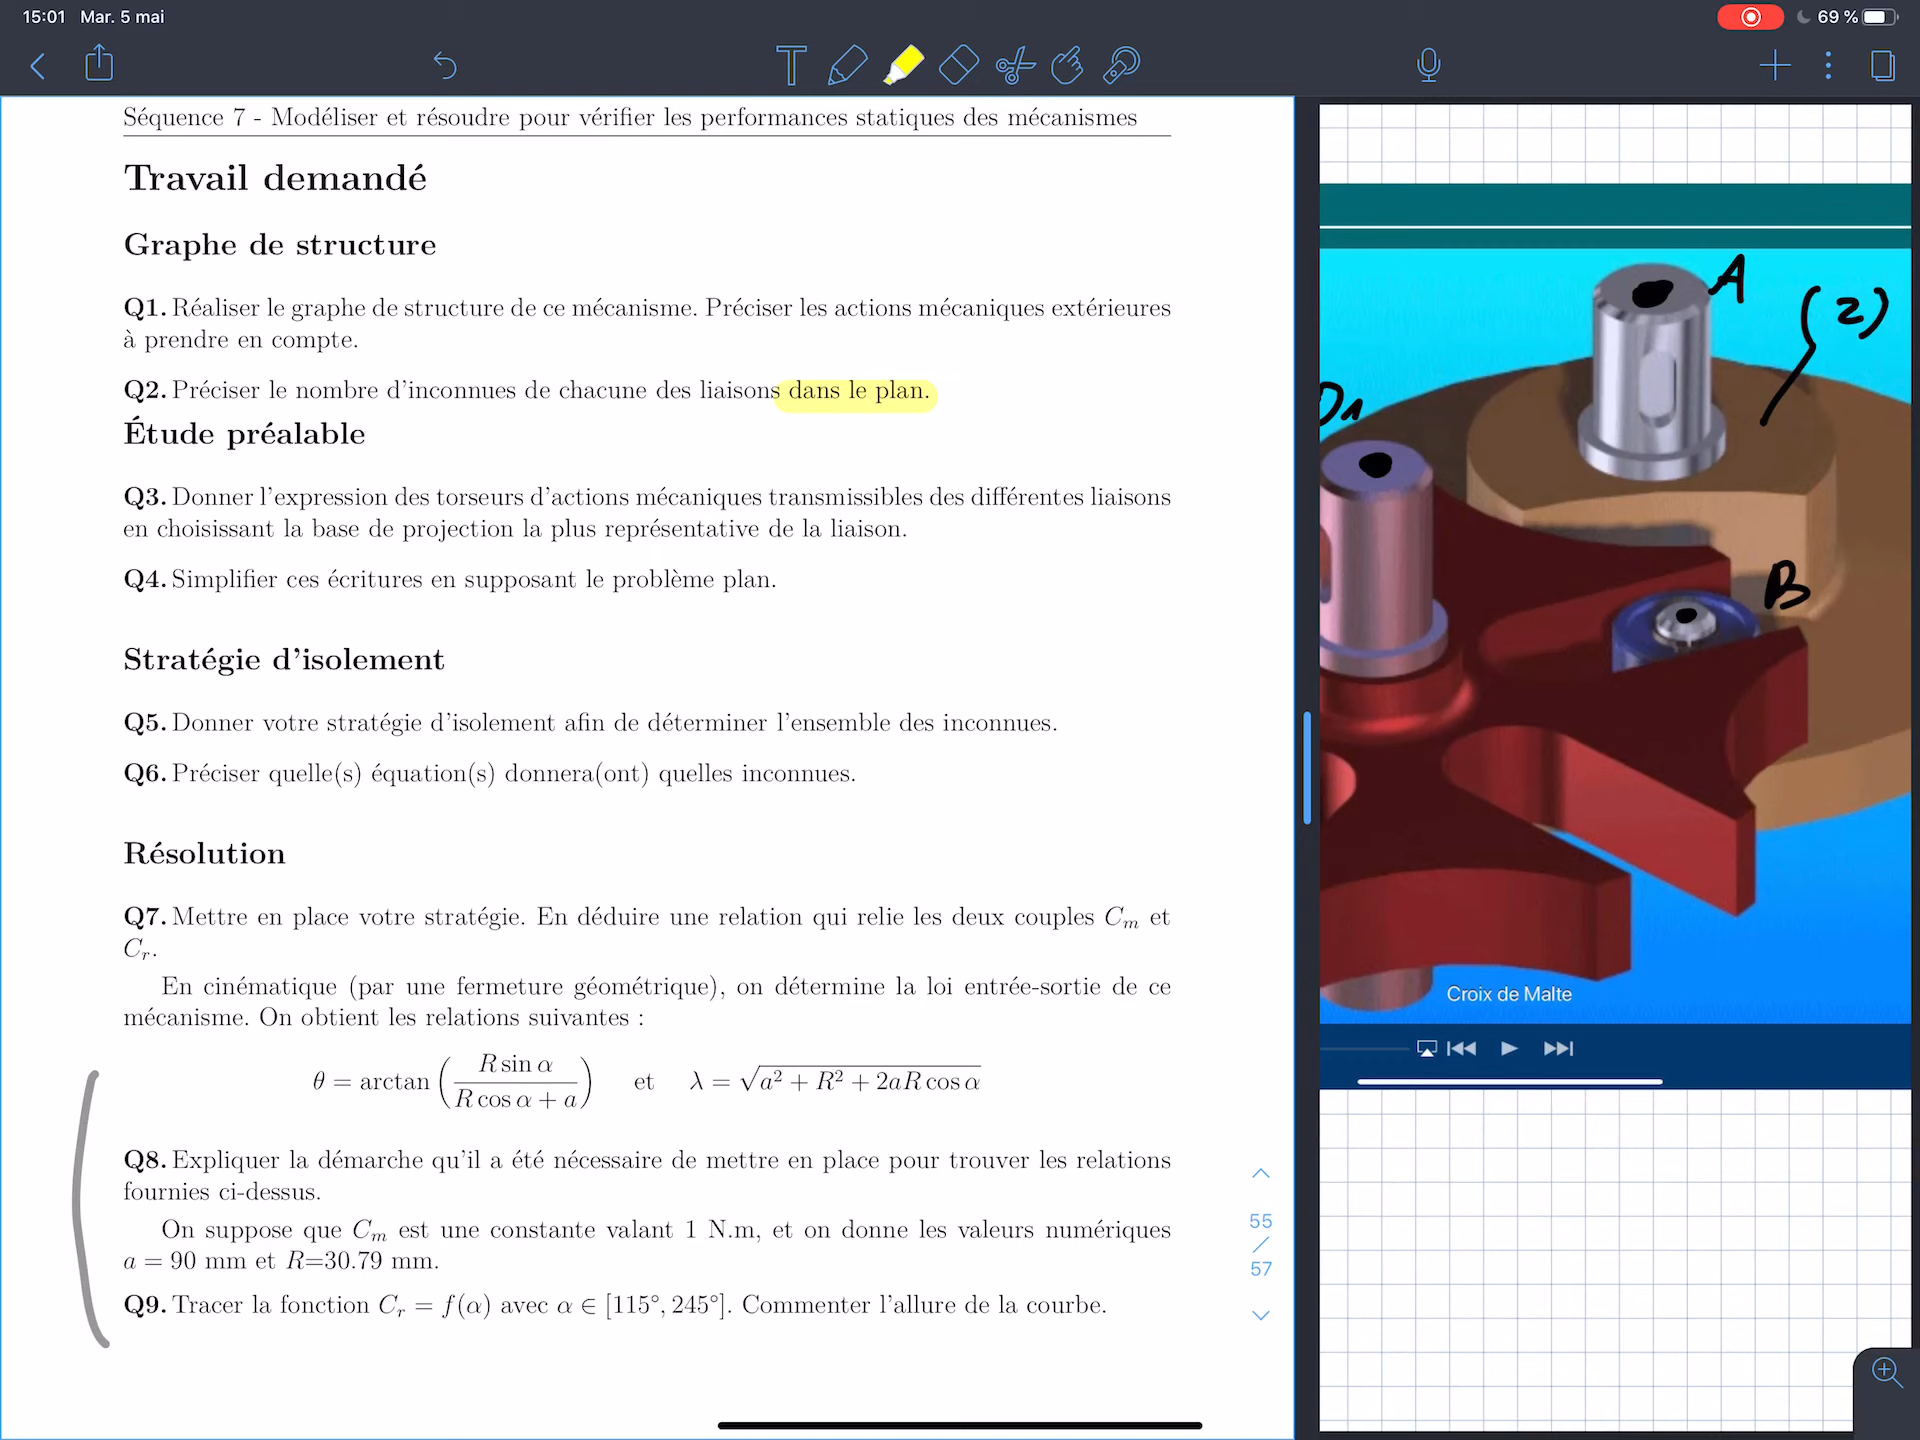 15:01 Mar. 5 mai
69 %
Séquence 7 - Modéliser et résoudre pour vérifier les performances statiques des mécanismes
Travail demandé
Graphe de structure
Q1. Réaliser le graphe de structure de ce mécanisme. Préciser les actions mécaniques extérieures
à prendre en compte.
Q2. Préciser le nombre d'inconnues de chacune des liaisons dans le plan.
Étude préalable
Q3. Donner l'expression des torseurs d'actions mécaniques transmissibles des différentes liaisons
en choisissant la base de projection la plus représentative de la liaison.
Q4. Simplifier ces écritures en supposant le problème plan.
Stratégie d'isolement
Q5. Donner votre stratégie d'isolement afin de déterminer l'ensemble des inconnues.
Q6. Préciser quelle(s) équation(s) donnera(ont) quelles inconnues.
Résolution
Q7. Mettre en place votre stratégie. En déduire une relation qui relie les deux couples Cm et
Cr.
En cinématique (par une fermeture géométrique), on détermine la loi entrée-sortie de ce
mécanisme. On obtient les relations suivantes :
θ = arctan (R sin α / (R cos α + a)) et λ = √(a² + R² + 2aR cos α)
Q8. Expliquer la démarche qu'il a été nécessaire de mettre en place pour trouver les relations
fournies ci-dessus.
On suppose que Cm est une constante valant 1 N.m, et on donne les valeurs numériques
a = 90 mm et R=30.79 mm.
Q9. Tracer la fonction Cr = f(α) avec α ∈ [115°, 245°]. Commenter l'allure de la courbe.
55
/
57
A
(2)
B
Croix de Malte